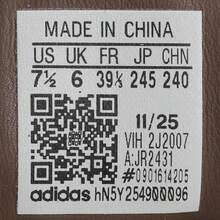 MADE IN CHINA
US UK FR JP CHN
7½ 6 39⅓ 245 240
11/25
VIH 2J2007
A:JR2431
#0901614205
adidas hN5Y254900096